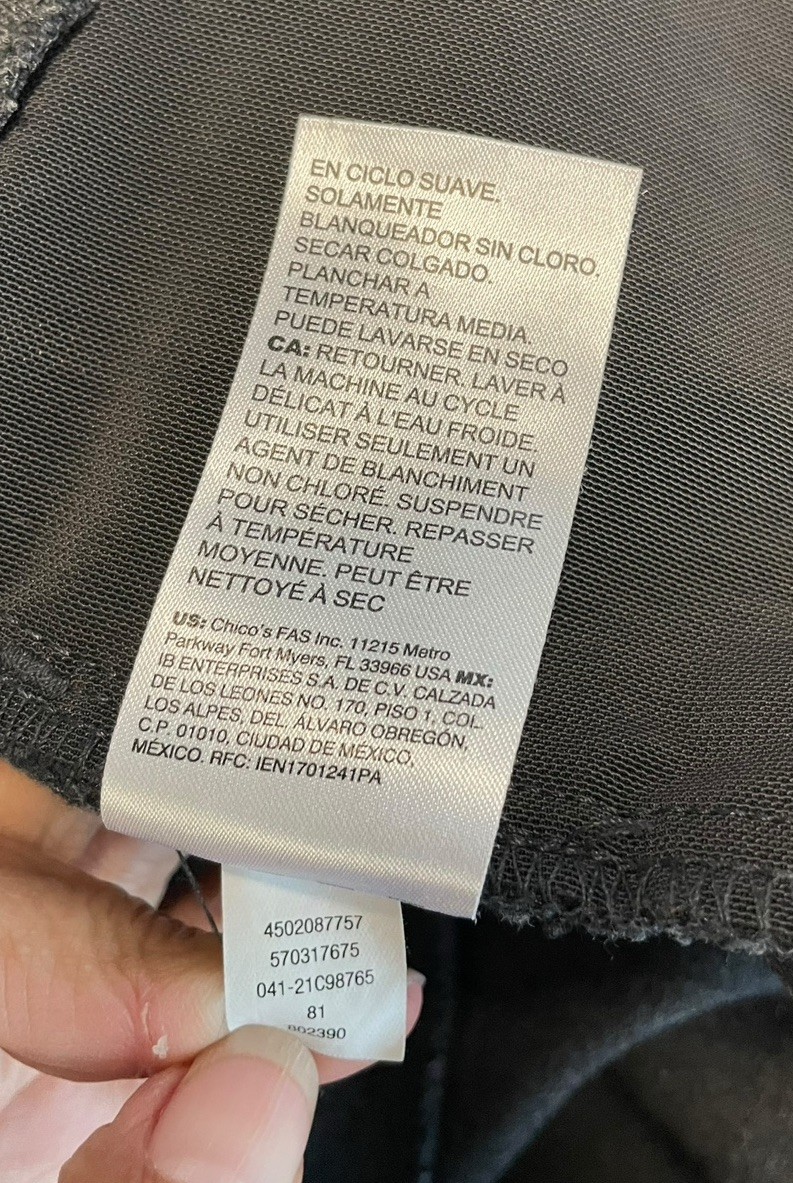 EN CICLO SUAVE.
SOLAMENTE
BLANQUEADOR SIN CLORO.
SECAR COLGADO.
PLANCHAR A
TEMPERATURA MEDIA.
PUEDE LAVARSE EN SECO
CA: RETOURNER. LAVER À
LA MACHINE AU CYCLE
DÉLICAT À L'EAU FROIDE.
UTILISER SEULEMENT UN
AGENT DE BLANCHIMENT
NON CHLORÉ. SUSPENDRE
POUR SÉCHER. REPASSER
À TEMPÉRATURE
MOYENNE. PEUT ÊTRE
NETTOYÉ À SEC
US: Chico's FAS Inc. 11215 Metro
Parkway Fort Myers, FL 33966 USA MX:
IB ENTERPRISES S.A. DE C.V. CALZADA
DE LOS LEONES NO. 170, PISO 1, COL.
LOS ALPES, DEL. ÁLVARO OBREGÓN,
C.P. 01010, CIUDAD DE MÉXICO,
MÉXICO. RFC: IEN1701241PA
4502087757
570317675
041-21C98765
81